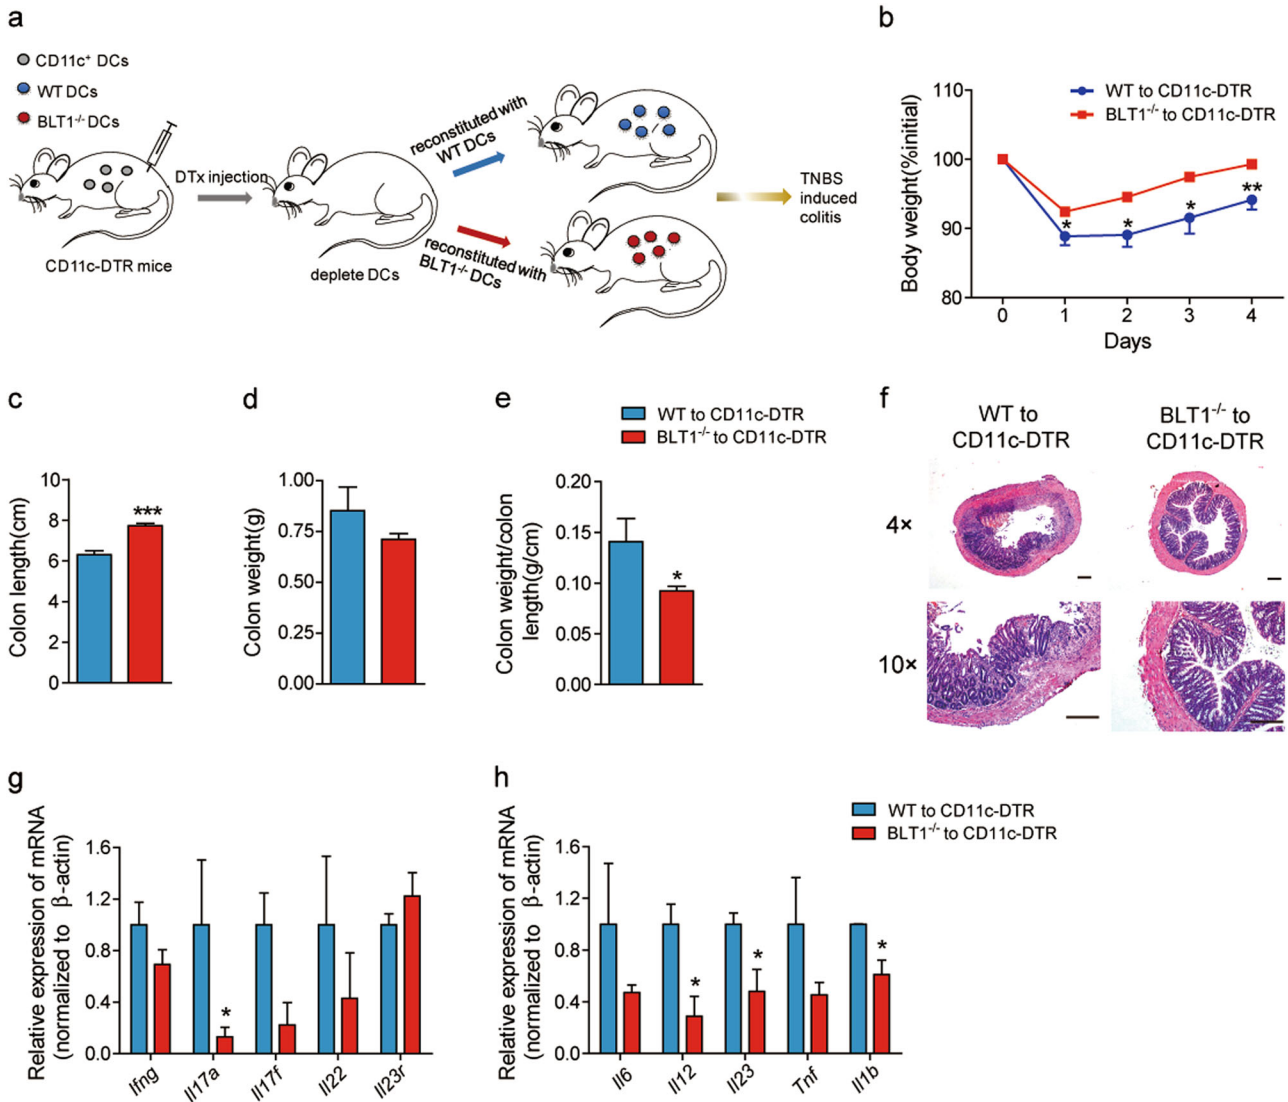 a
CD11c⁺ DCs
WT DCs
BLT1⁻/⁻ DCs
CD11c-DTR mice
DTx injection
deplete DCs
reconstituted with
WT DCs
reconstituted with
BLT1⁻/⁻ DCs
TNBS
induced
colitis
b
WT to CD11c-DTR
BLT1⁻/⁻ to CD11c-DTR
Body weight(%initial)
110
100
90
80
* * * **
0 1 2 3 4
Days
c
Colon length(cm)
10
8
6
4
2
0
***
d
Colon weight(g)
1.00
0.75
0.50
0.25
0.00
e
WT to CD11c-DTR
BLT1⁻/⁻ to CD11c-DTR
Colon weight/colon
length(g/cm)
0.20
0.15
0.10
0.05
0.00
*
f
WT to
CD11c-DTR
BLT1⁻/⁻ to
CD11c-DTR
4×
10×
g
Relative expression of mRNA
(normalized to β-actin)
1.6
1.2
0.8
0.4
0.0
*
Ifng Il17a Il17f Il22 Il23r
h
WT to CD11c-DTR
BLT1⁻/⁻ to CD11c-DTR
Relative expression of mRNA
(normalized to β-actin)
1.6
1.2
0.8
0.4
0.0
* * *
Il6 Il12 Il23 Tnf Il1b